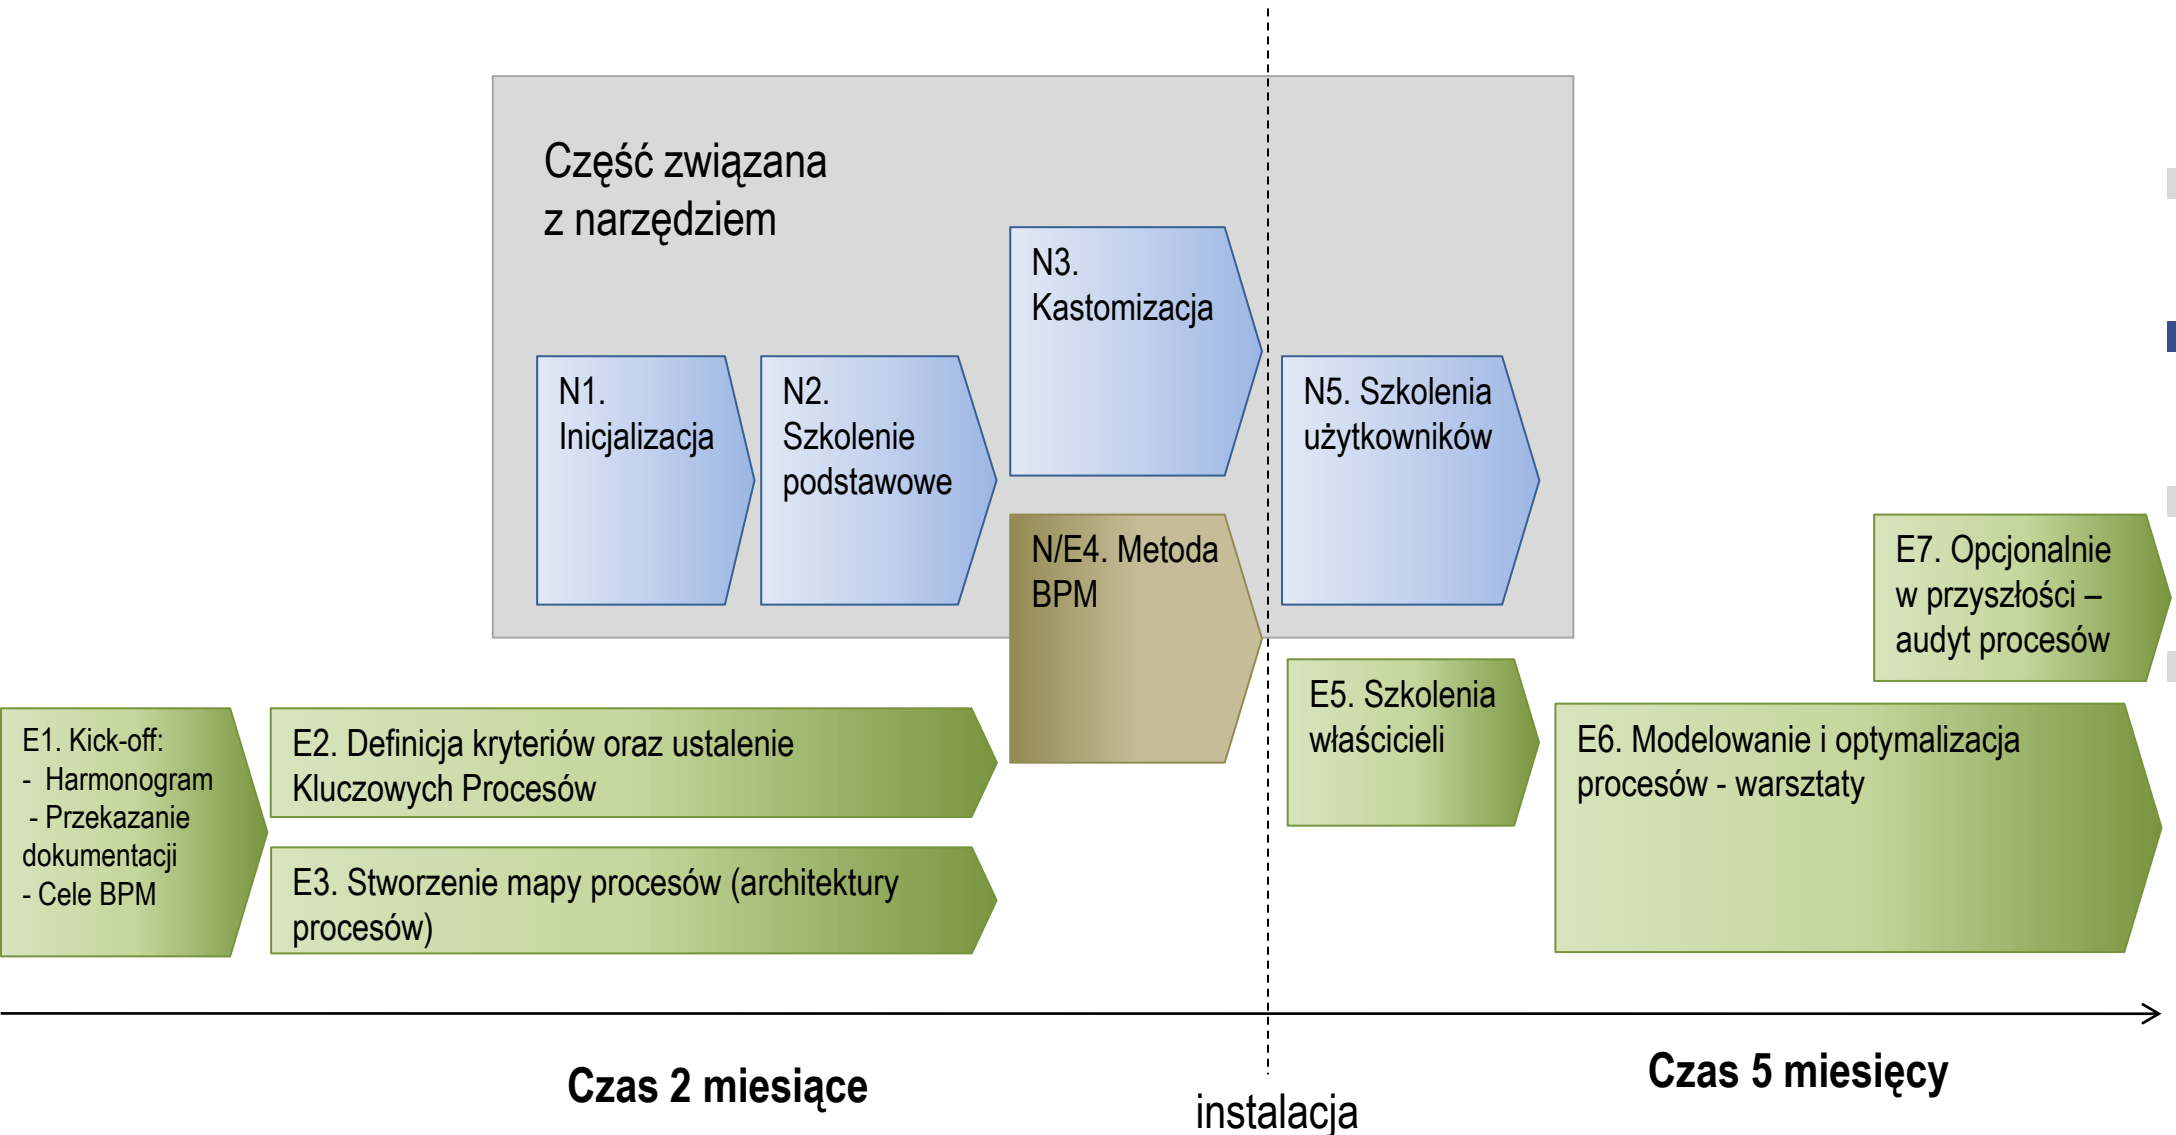 Część związana
z narzędziem
N3.
Kastomizacja
N1.
Inicjalizacja
N2.
Szkolenie
podstawowe
N5. Szkolenia
użytkowników
N/E4. Metoda
BPM
E7. Opcjonalnie
w przyszłości –
audyt procesów
E1. Kick-off:
- Harmonogram
- Przekazanie
dokumentacji
- Cele BPM
E2. Definicja kryteriów oraz ustalenie
Kluczowych Procesów
E3. Stworzenie mapy procesów (architektury
procesów)
E5. Szkolenia
właścicieli
E6. Modelowanie i optymalizacja
procesów - warsztaty
Czas 2 miesiące
instalacja
Czas 5 miesięcy